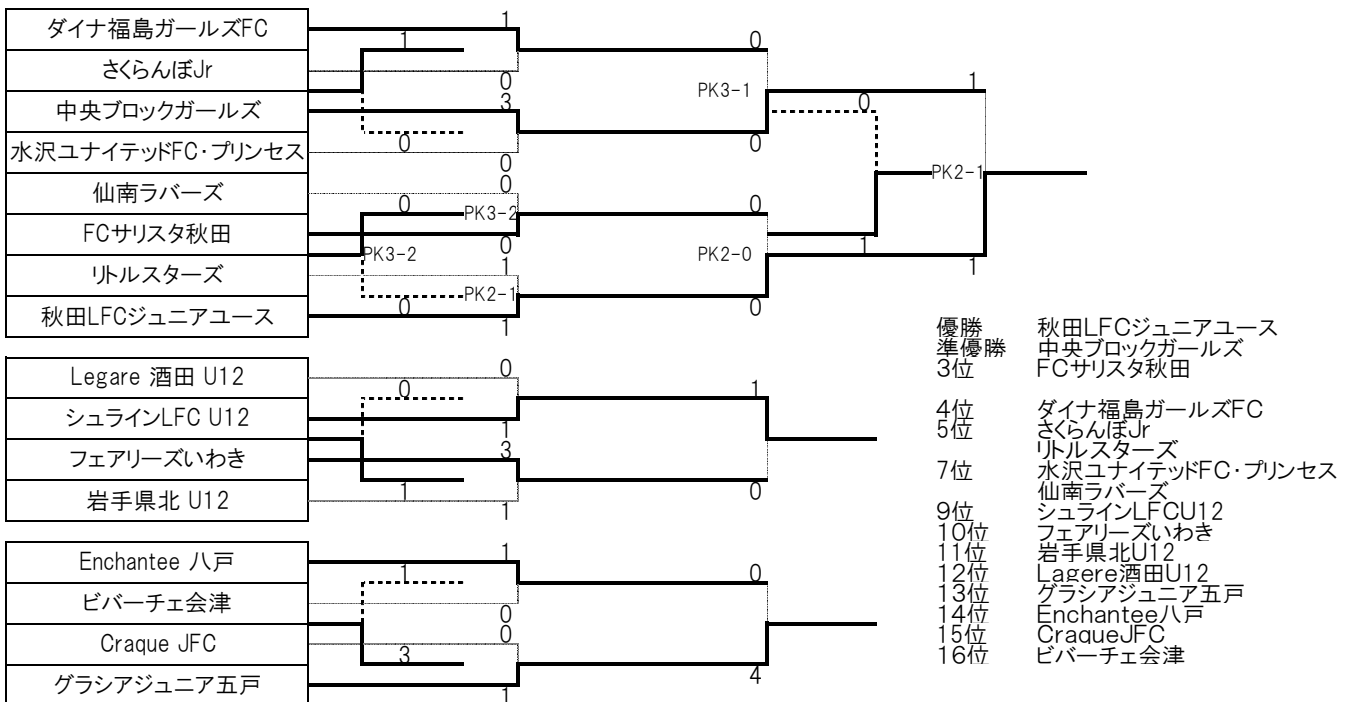 ダイナ福島ガールズFC
さくらんぼJr
中央ブロックガールズ
水沢ユナイテッドFC・プリンセス
仙南ラバーズ
FCサリスタ秋田
リトルスターズ
秋田LFCジュニアユース
1
1
0
0
3
PK3-1
1
0
0
0
0
PK2-1
0
0
PK3-2
0
PK3-2
0
PK2-0
1
1
PK2-1
1
0
0
1
Legare 酒田 U12
シュラインLFC U12
フェアリーズいわき
岩手県北 U12
0
0
1
1
3
1
0
1
Enchantee 八戸
ビバーチェ会津
Craque JFC
グラシアジュニア五戸
1
1
0
0
0
3
4
1
優勝 秋田LFCジュニアユース
準優勝 中央ブロックガールズ
3位 FCサリスタ秋田
4位 ダイナ福島ガールズFC
5位 さくらんぼJr
リトルスターズ
7位 水沢ユナイテッドFC・プリンセス
仙南ラバーズ
9位 シュラインLFCU12
10位 フェアリーズいわき
11位 岩手県北U12
12位 Lagere酒田U12
13位 グラシアジュニア五戸
14位 Enchantee八戸
15位 CraqueJFC
16位 ビバーチェ会津